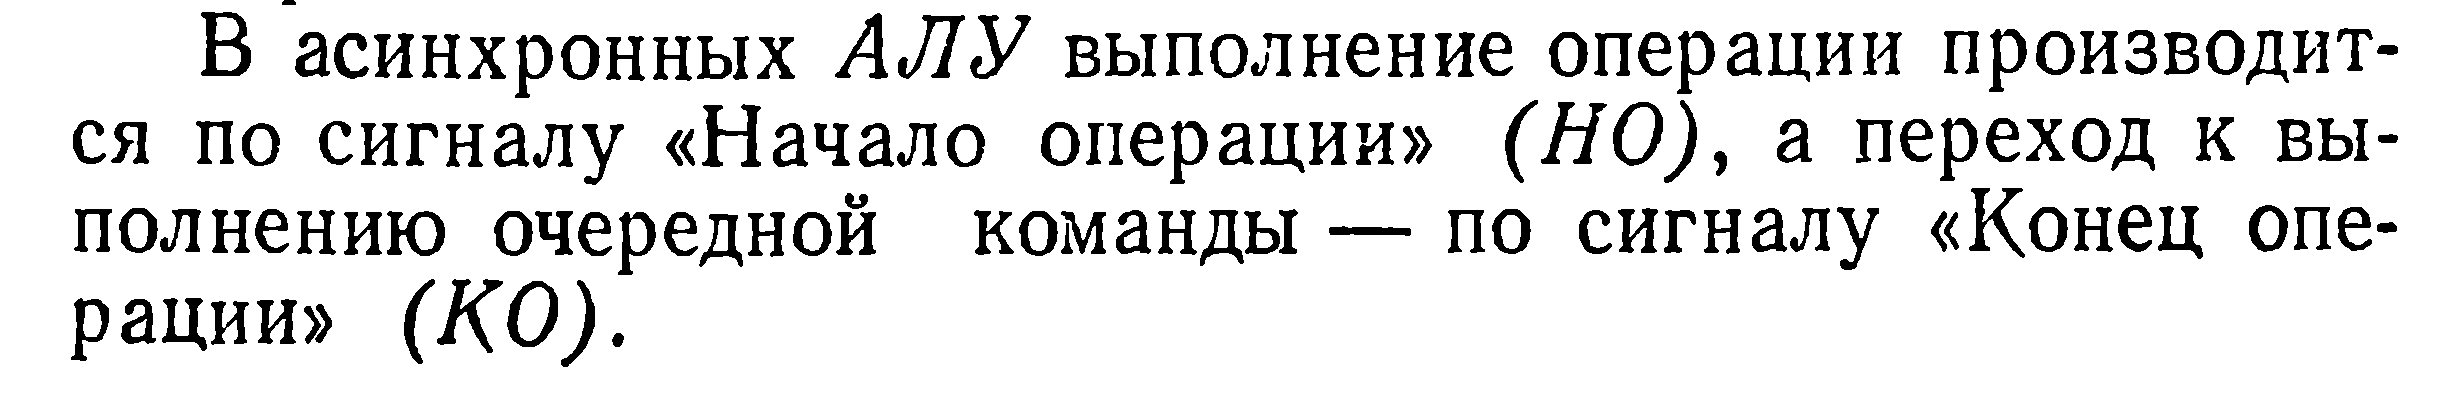 В асинхронных АЛУ выполнение операции производит-
ся по сигналу «Начало операции» (НО), а переход к вы-
полнению очередной команды — по сигналу «Конец опе-
рации» (КО).